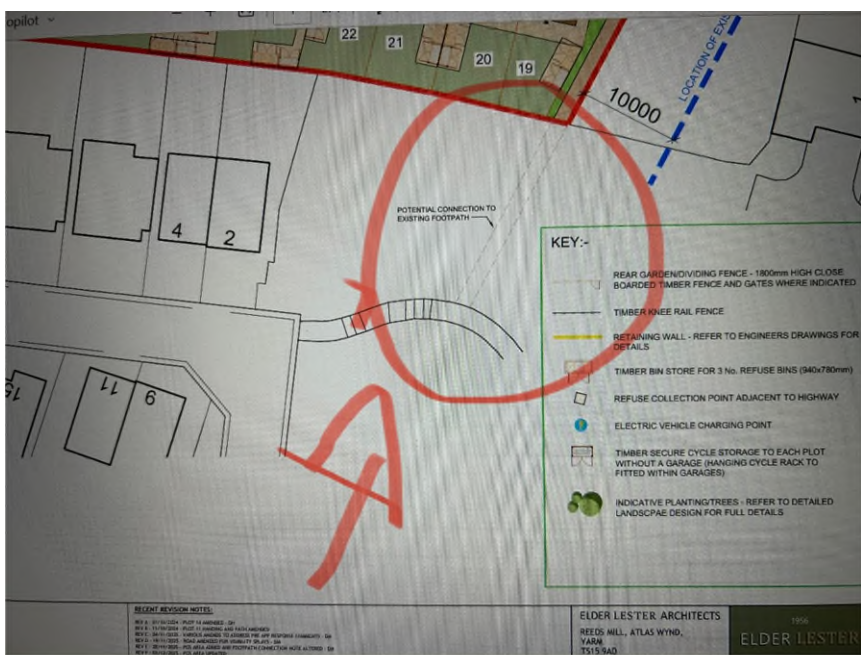 opilot
22
21
20
19
10000
LOCATION OF EXIS
1
4
2
POTENTIAL CONNECTION TO
EXISTING FOOTPATH
15
11
9
KEY:-
REAR GARDEN/DIVIDING FENCE - 1800mm HIGH CLOSE
BOARDED TIMBER FENCE AND GATES WHERE INDICATED
TIMBER KNEE RAIL FENCE
RETAINING WALL - REFER TO ENGINEERS DRAWINGS FOR
DETAILS
TIMBER BIN STORE FOR 3 No. REFUSE BINS (940x780mm)
REFUSE COLLECTION POINT ADJACENT TO HIGHWAY
ELECTRIC VEHICLE CHARGING POINT
TIMBER SECURE CYCLE STORAGE TO EACH PLOT
WITHOUT A GARAGE (HANGING CYCLE RACK TO
FITTED WITHIN GARAGES)
INDICATIVE PLANTING/TREES - REFER TO DETAILED
LANDSCPAE DESIGN FOR FULL DETAILS
RECENT REVISION NOTES:
ELDER LESTER ARCHITECTS
REEDS MILL, ATLAS WYND,
YARM
TS15 9AD
1956
ELDER LESTER